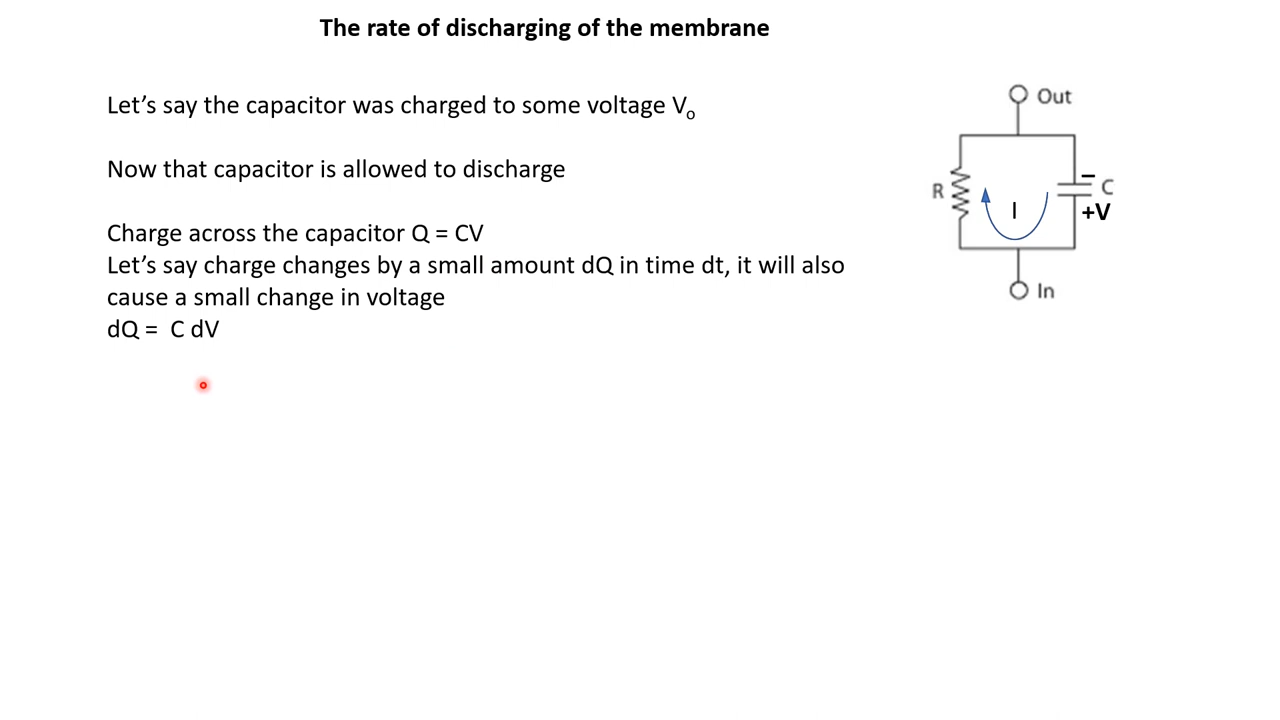 The rate of discharging of the membrane
Let’s say the capacitor was charged to some voltage Vo
Now that capacitor is allowed to discharge
Charge across the capacitor Q = CV
Let’s say charge changes by a small amount dQ in time dt, it will also
cause a small change in voltage
dQ = C dV
Out
R
I
C
+V
In